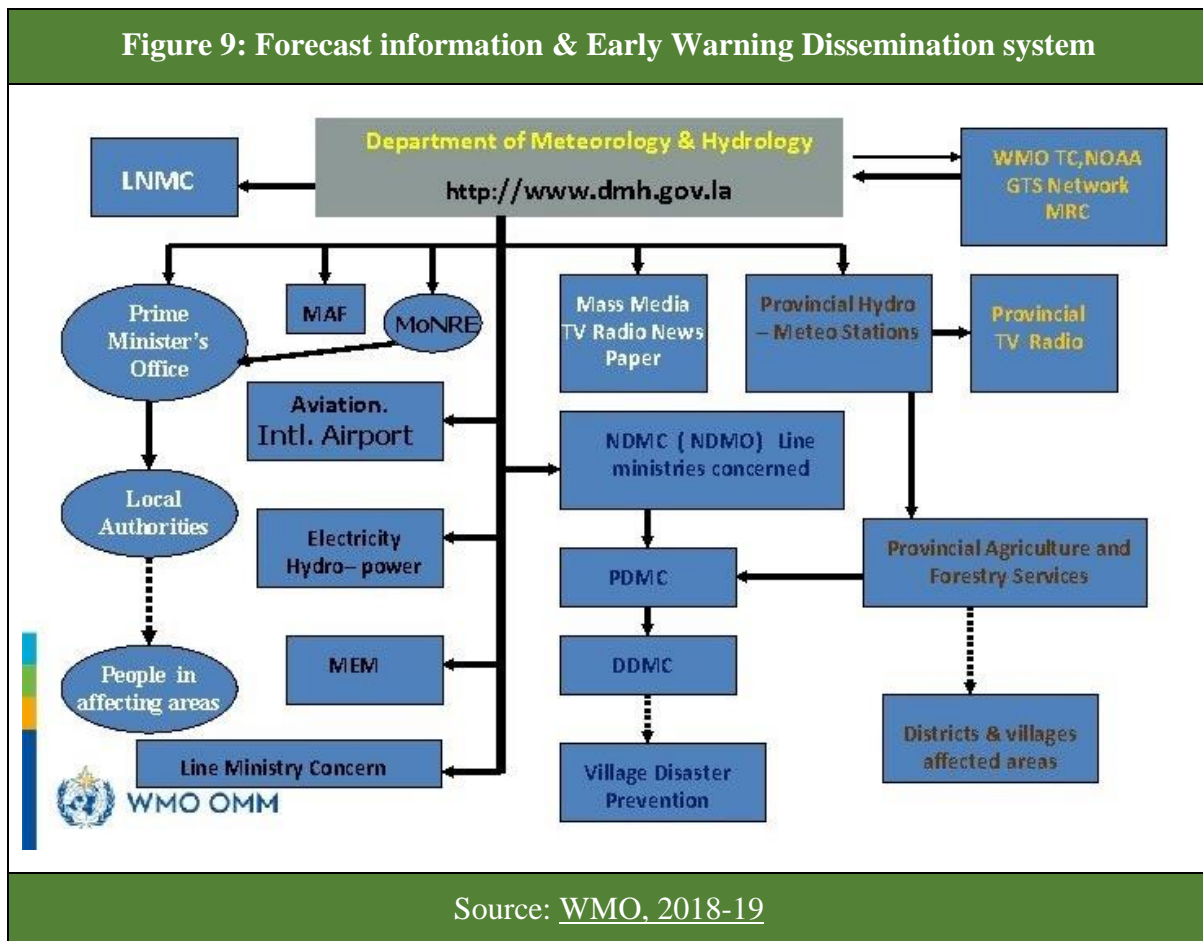 Figure 9: Forecast information & Early Warning Dissemination system
Department of Meteorology & Hydrology
http://www.dmh.gov.la
LNMC
WMO TC,NOAA
GTS Network
MRC
Prime
Minister's
Office
MAF
MoNRE
Mass Media
TV Radio News
Paper
Provincial Hydro
– Meteo Stations
Provincial
TV Radio
Aviation.
Intl. Airport
NDMC ( NDMO) Line
ministries concerned
Local
Authorities
Electricity
Hydro– power
PDMC
Provincial Agriculture and
Forestry Services
People in
affecting areas
MEM
DDMC
Districts & villages
affected areas
Line Ministry Concern
Village Disaster
Prevention
WMO OMM
Source: WMO, 2018-19